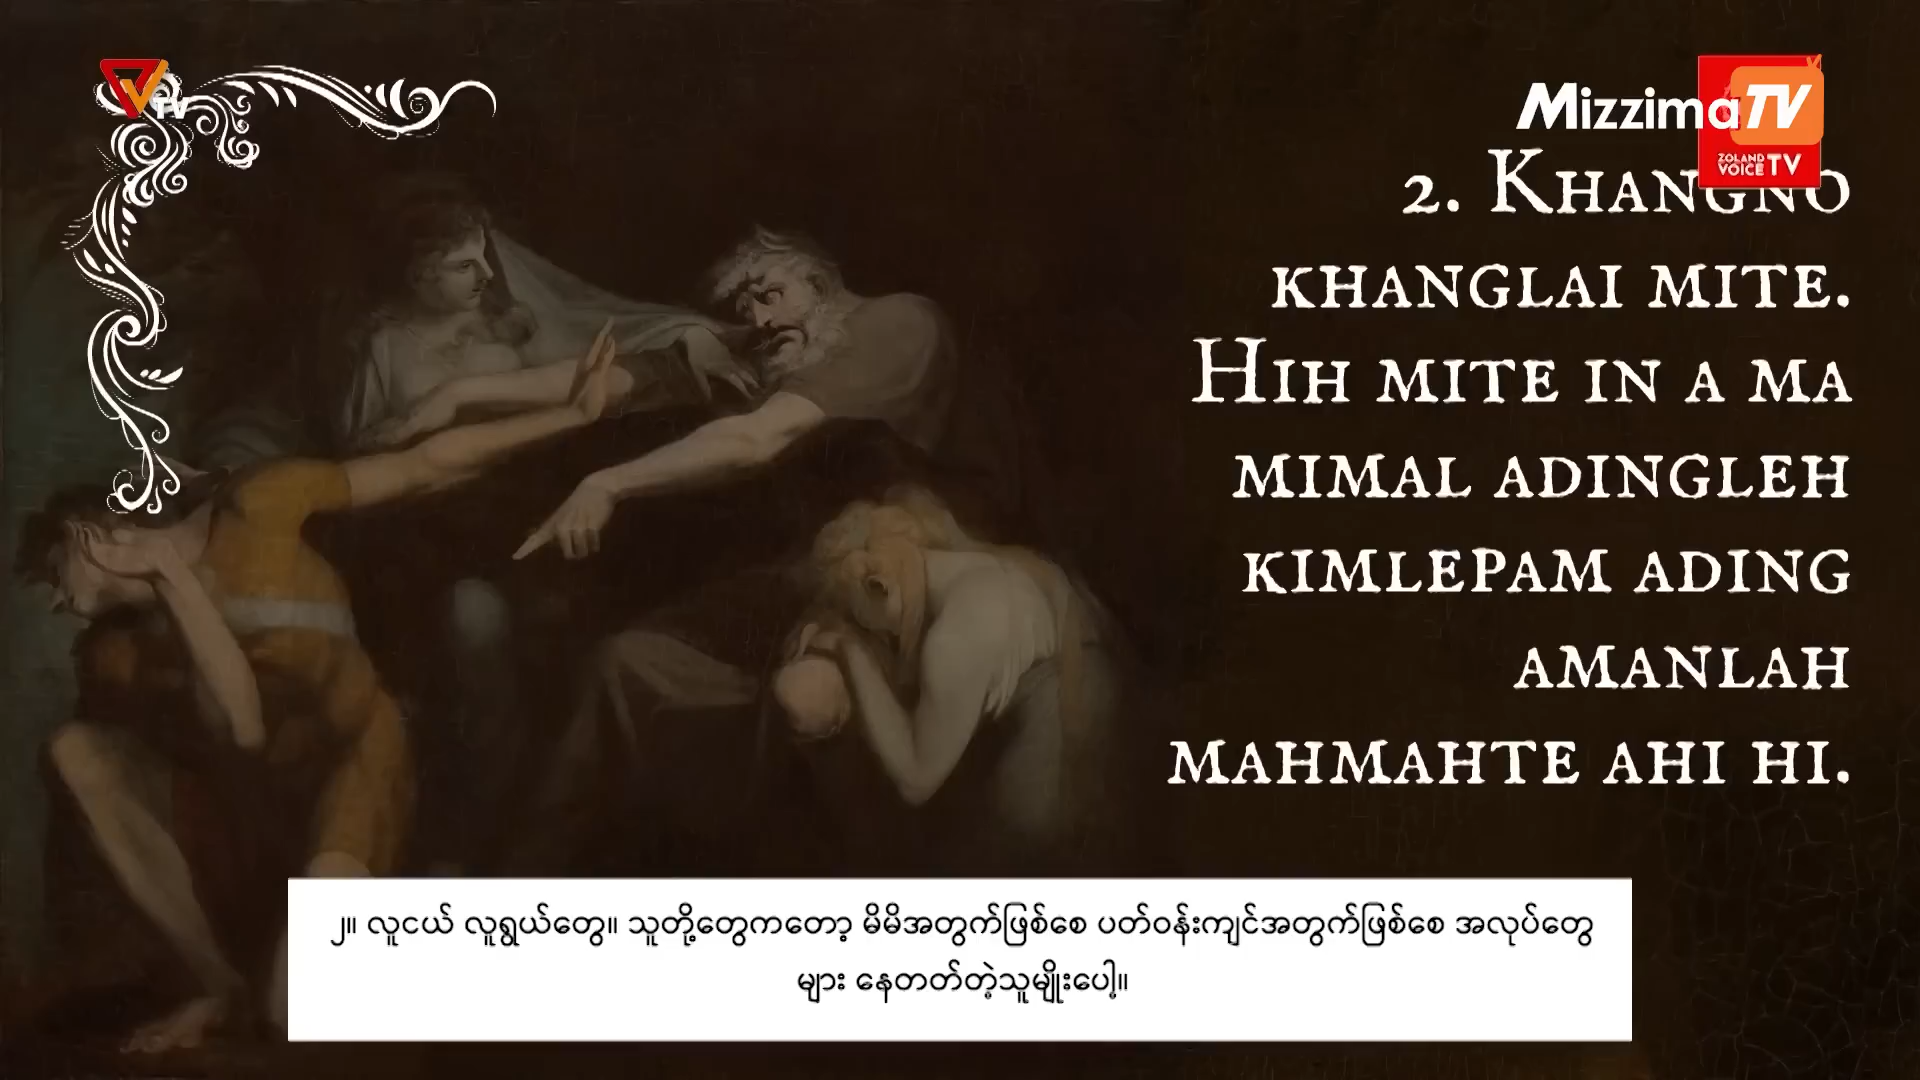 TV
MizzimaTV
ZOLAND
VOICE TV
2. KHANGNO
KHANGLAI MITE.
HIH MITE IN A MA
MIMAL ADINGLEH
KIMLEPAM ADING
AMANLAH
MAHMAHTE AHI HI.
၂။ လူငယ် လူရွယ်တွေ။ သူတို့တွေကတော့ မိမိအတွက်ဖြစ်စေ ပတ်ဝန်းကျင်အတွက်ဖြစ်စေ အလုပ်တွေ
များ နေတတ်တဲ့သူမျိုးပေါ့။